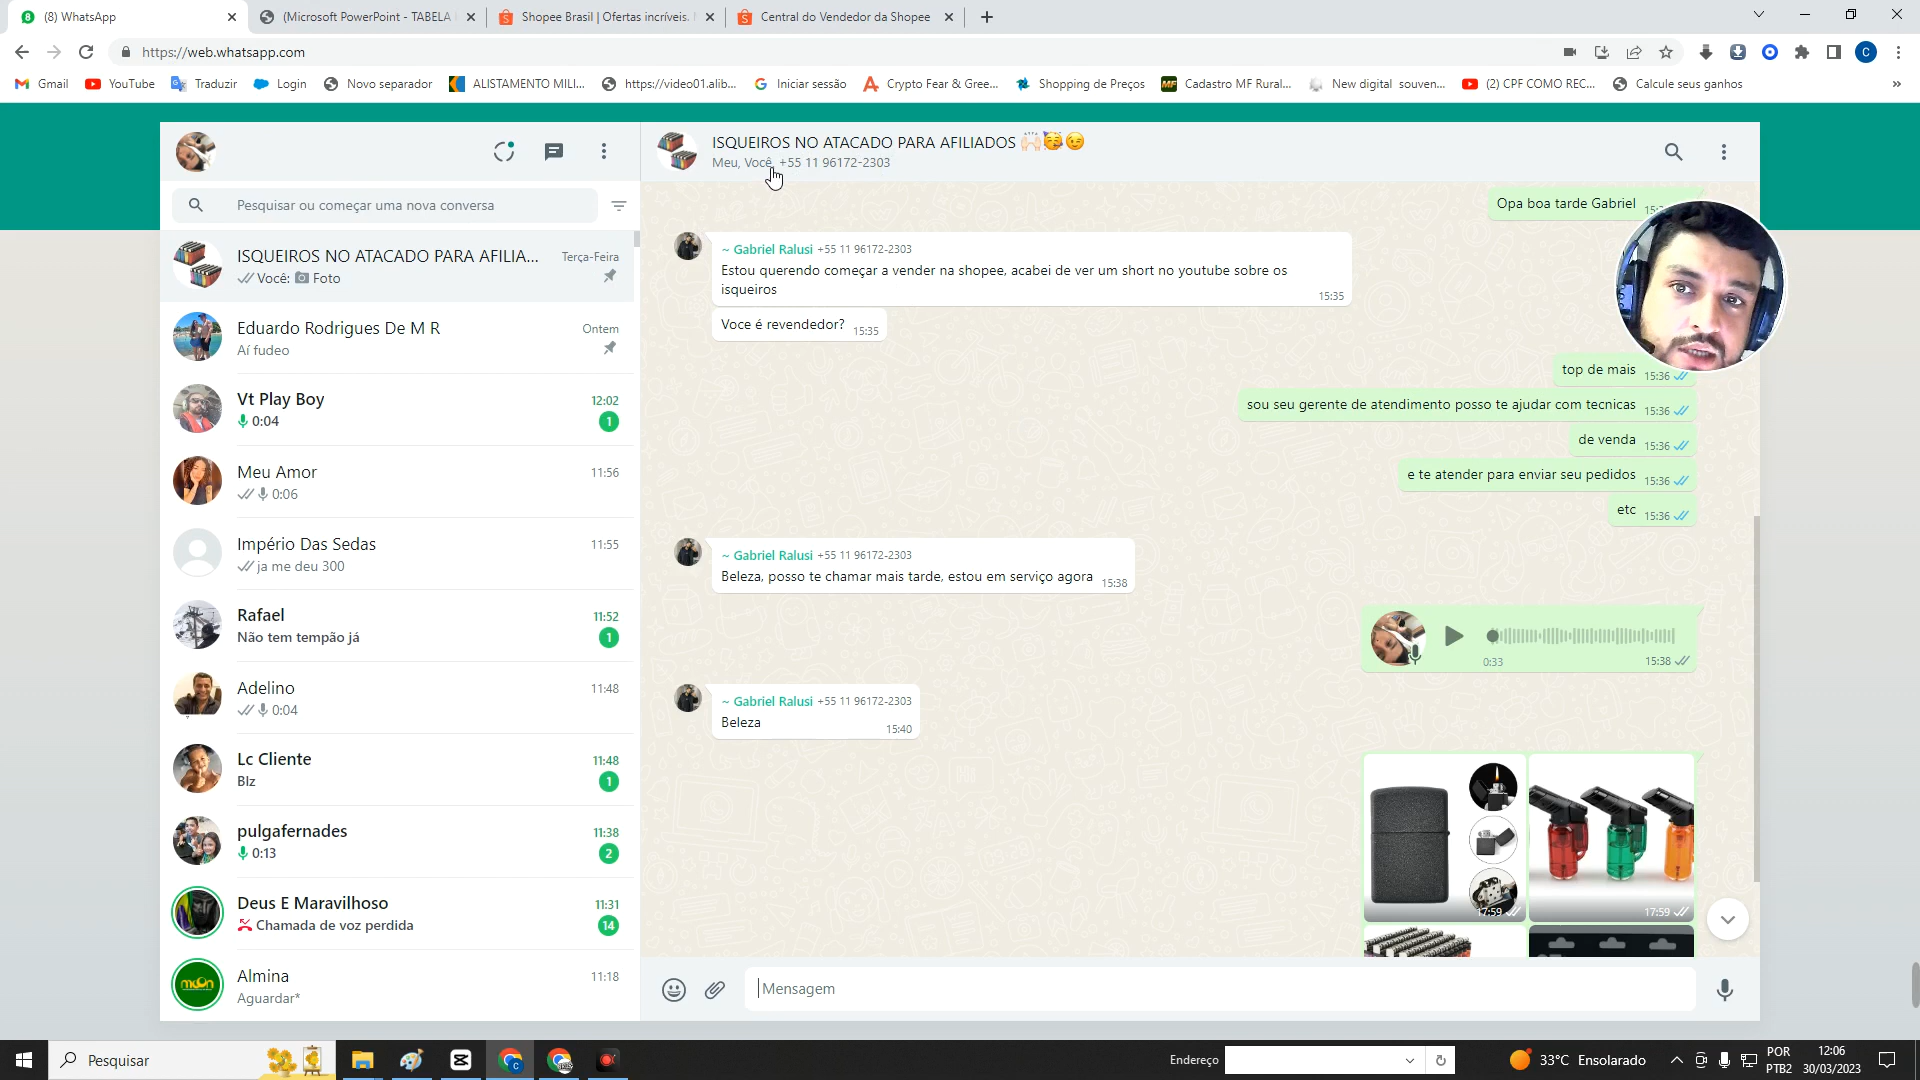 (8) WhatsApp
(Microsoft PowerPoint - TABELA
Shopee Brasil | Ofertas incríveis.
Central do Vendedor da Shopee
https://web.whatsapp.com
Gmail
YouTube
Traduzir
Login
Novo separador
ALISTAMENTO MILI...
https://video01.alib...
Iniciar sessão
Crypto Fear & Gree...
Shopping de Preços
Cadastro MF Rural...
New digital souven...
(2) CPF COMO REC...
Calcule seus ganhos
»
ISQUEIROS NO ATACADO PARA AFILIADOS 🙌🏻🥳😉
Meu, Você, +55 11 96172-2303
Pesquisar ou começar uma nova conversa
ISQUEIROS NO ATACADO PARA AFILIA...
Terça-Feira
Você: Foto
Eduardo Rodrigues De M R
Ontem
Aí fudeo
Vt Play Boy
12:02
0:04
1
Meu Amor
11:56
0:06
Império Das Sedas
11:55
ja me deu 300
Rafael
11:52
Não tem tempão já
1
Adelino
11:48
0:04
Lc Cliente
11:48
Blz
1
pulgafernades
11:38
0:13
2
Deus E Maravilhoso
11:31
Chamada de voz perdida
14
Almina
11:18
Aguardar*
Opa boa tarde Gabriel
~ Gabriel Ralusi +55 11 96172-2303
Estou querendo começar a vender na shopee, acabei de ver um short no youtube sobre os
isqueiros
15:35
Voce é revendedor? 15:35
top de mais 15:36
sou seu gerente de atendimento posso te ajudar com tecnicas 15:36
de venda 15:36
e te atender para enviar seu pedidos 15:36
etc 15:36
~ Gabriel Ralusi +55 11 96172-2303
Beleza, posso te chamar mais tarde, estou em serviço agora 15:38
0:33
15:38
~ Gabriel Ralusi +55 11 96172-2303
Beleza
15:40
17:59
17:59
Mensagem
Pesquisar
Endereço
33°C Ensolarado
POR
PTB2
12:06
30/03/2023